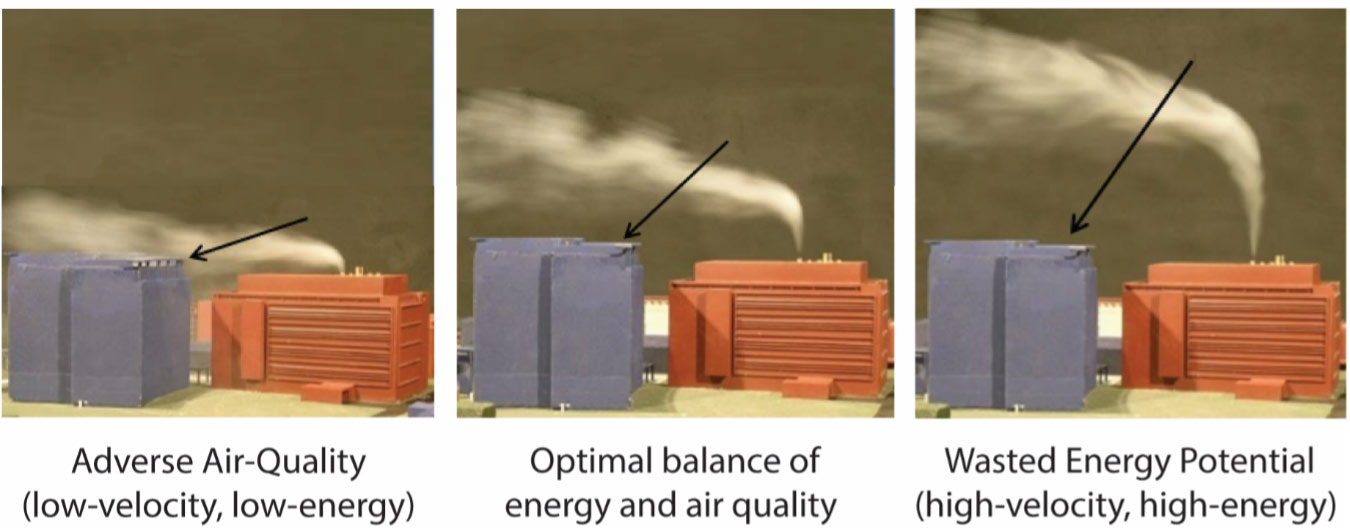 Adverse Air-Quality
(low-velocity, low-energy)
Optimal balance of
energy and air quality
Wasted Energy Potential
(high-velocity, high-energy)